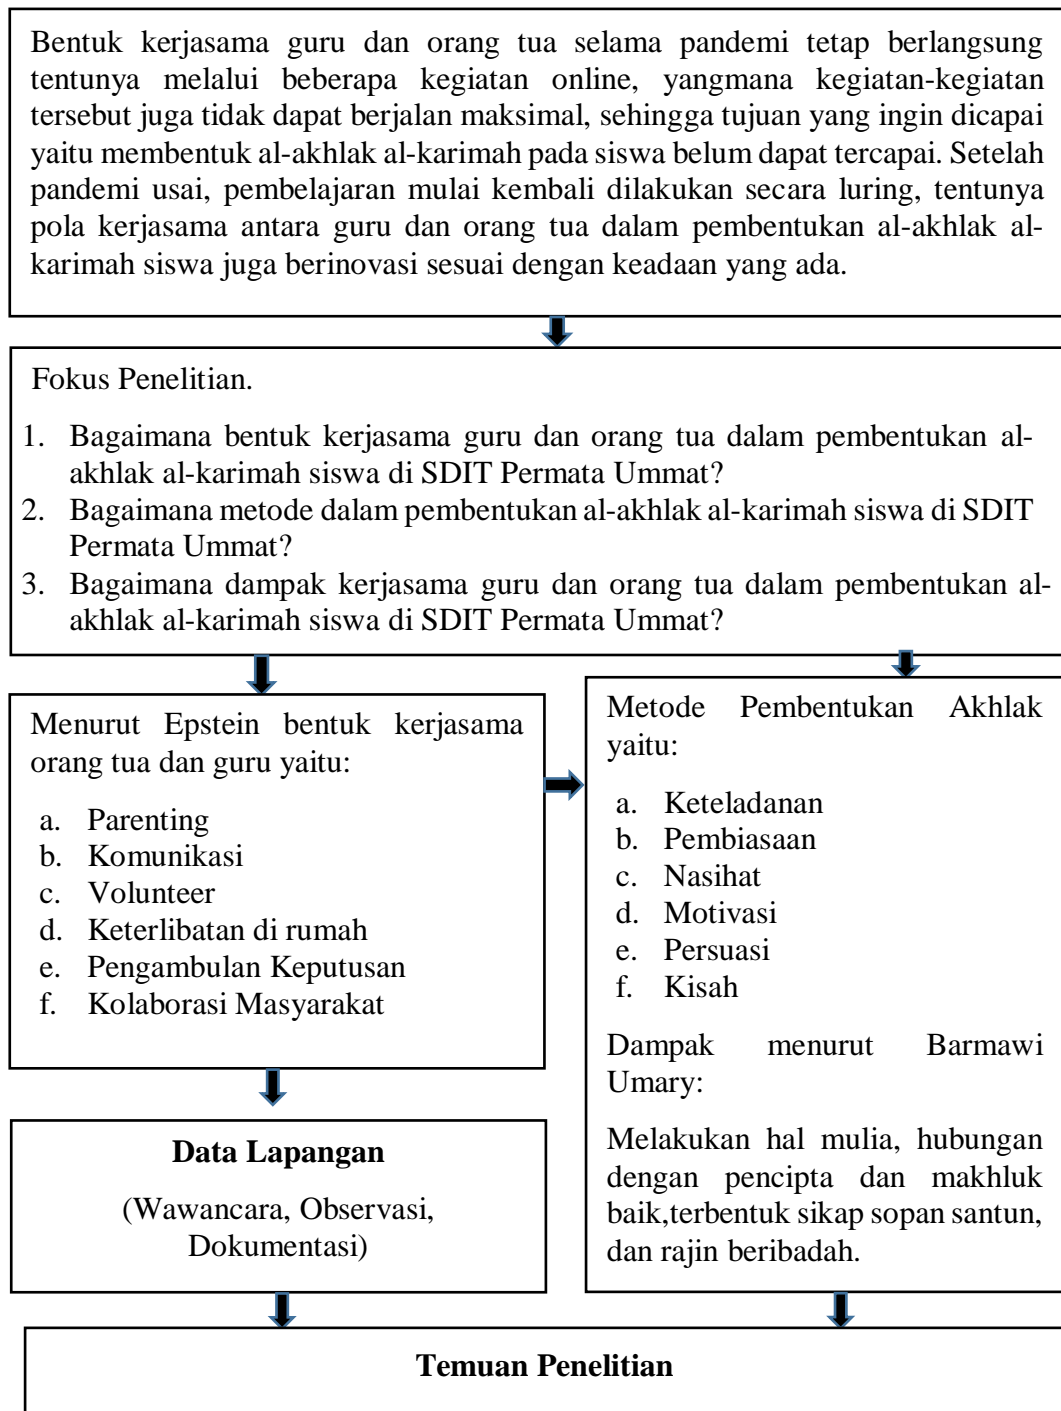 Bentuk kerjasama guru dan orang tua selama pandemi tetap berlangsung
tentunya melalui beberapa kegiatan online, yangmana kegiatan-kegiatan
tersebut juga tidak dapat berjalan maksimal, sehingga tujuan yang ingin dicapai
yaitu membentuk al-akhlak al-karimah pada siswa belum dapat tercapai. Setelah
pandemi usai, pembelajaran mulai kembali dilakukan secara luring, tentunya
pola kerjasama antara guru dan orang tua dalam pembentukan al-akhlak al-
karimah siswa juga berinovasi sesuai dengan keadaan yang ada.
Fokus Penelitian.
1. Bagaimana bentuk kerjasama guru dan orang tua dalam pembentukan al-
akhlak al-karimah siswa di SDIT Permata Ummat?
2. Bagaimana metode dalam pembentukan al-akhlak al-karimah siswa di SDIT
Permata Ummat?
3. Bagaimana dampak kerjasama guru dan orang tua dalam pembentukan al-
akhlak al-karimah siswa di SDIT Permata Ummat?
Menurut Epstein bentuk kerjasama
orang tua dan guru yaitu:
a. Parenting
b. Komunikasi
c. Volunteer
d. Keterlibatan di rumah
e. Pengambulan Keputusan
f. Kolaborasi Masyarakat
Metode Pembentukan Akhlak
yaitu:
a. Keteladanan
b. Pembiasaan
c. Nasihat
d. Motivasi
e. Persuasi
f. Kisah
Dampak menurut Barmawi
Umary:
Melakukan hal mulia, hubungan
dengan pencipta dan makhluk
baik,terbentuk sikap sopan santun,
dan rajin beribadah.
Data Lapangan
(Wawancara, Observasi,
Dokumentasi)
Temuan Penelitian